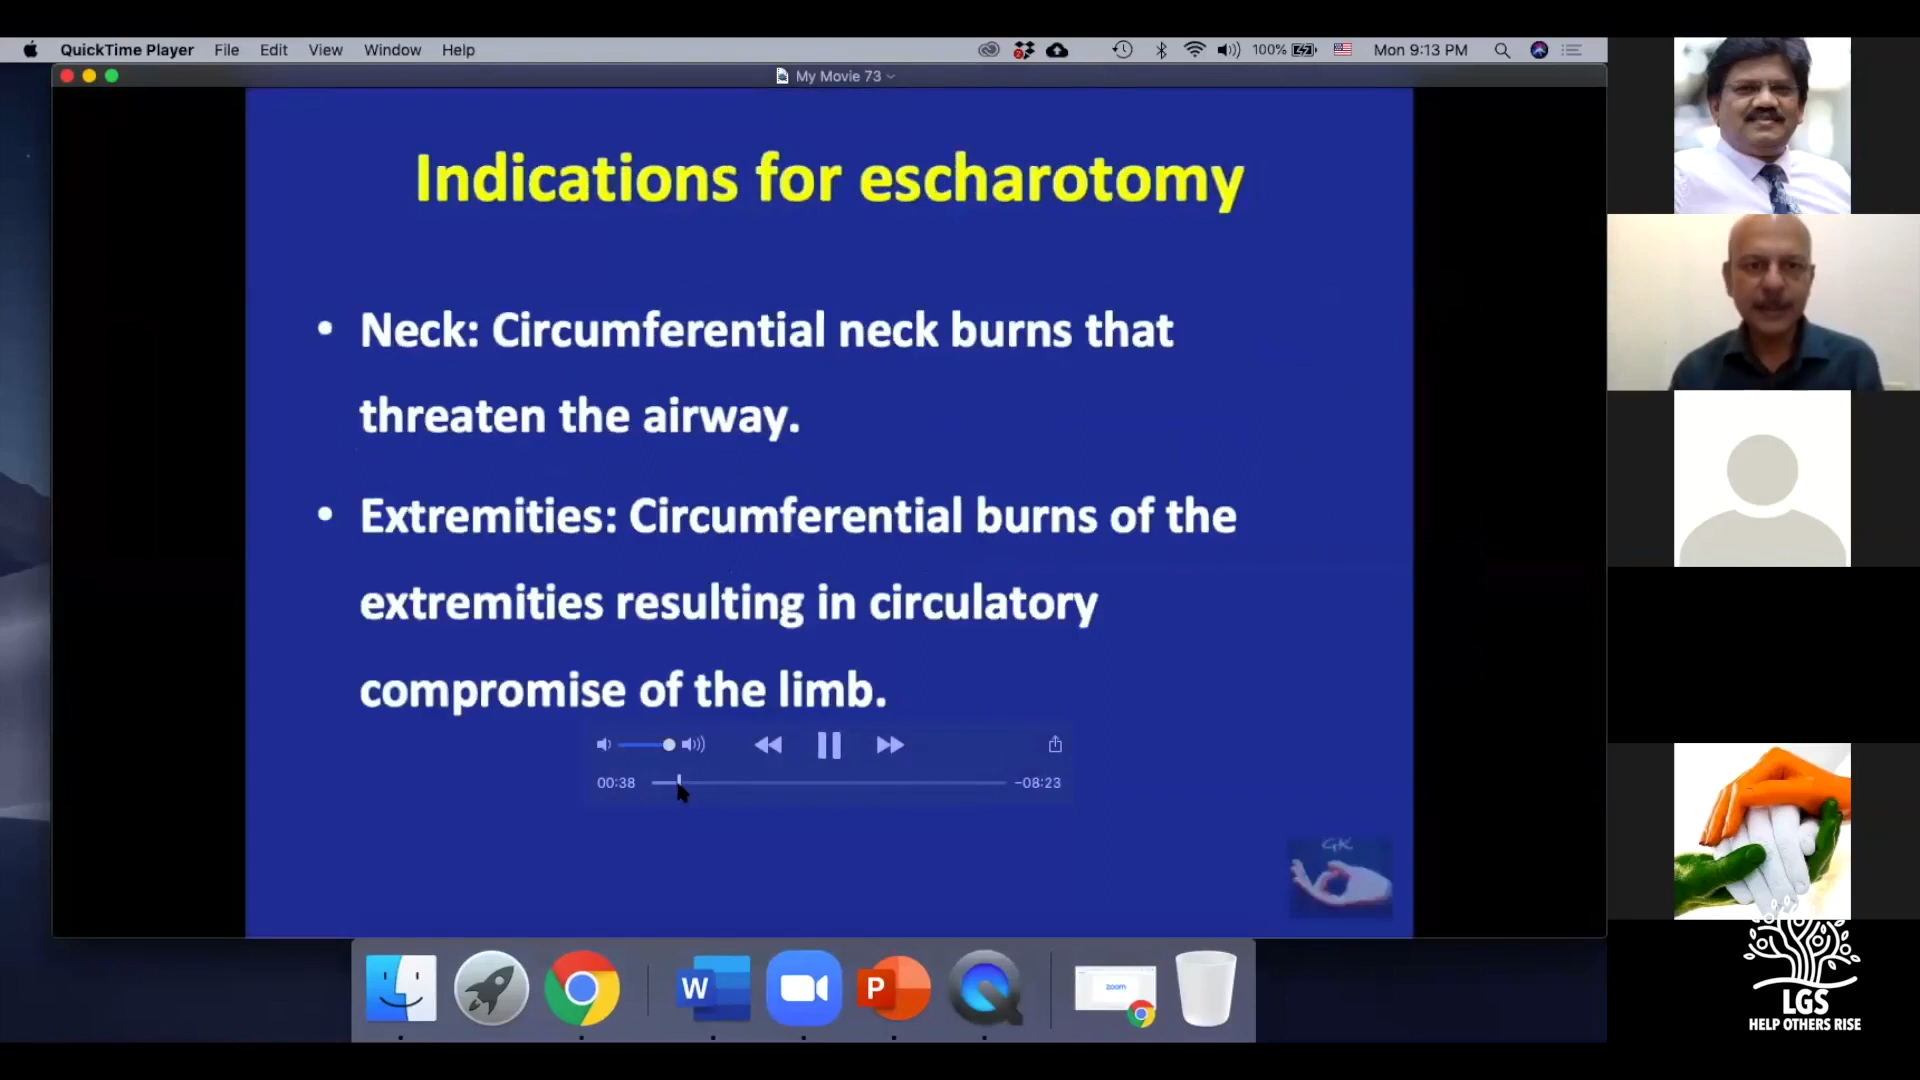 QuickTime Player File Edit View Window Help 100% Mon 9:13 PM
My Movie 73
Indications for escharotomy
• Neck: Circumferential neck burns that
threaten the airway.
• Extremities: Circumferential burns of the
extremities resulting in circulatory
compromise of the limb.
00:38 -08:23
GK
W P zoom
LGS
HELP OTHERS RISE